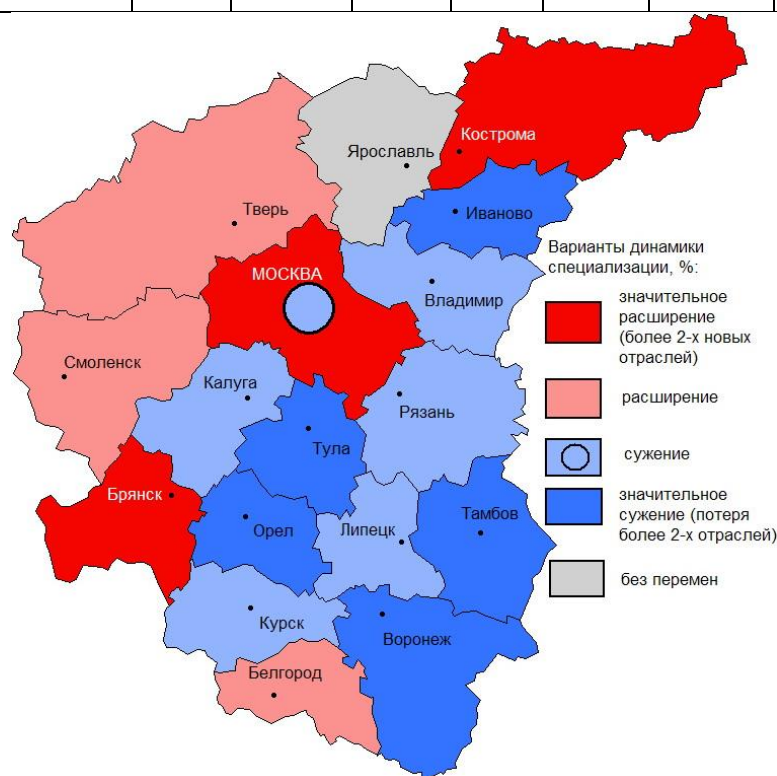 Кострома
Ярославль
Тверь
Иваново
МОСКВА
Владимир
Смоленск
Калуга
Рязань
Тула
Брянск
Орел
Липецк
Тамбов
Курск
Воронеж
Белгород
Варианты динамики
специализации, %:
значительное
расширение
(более 2-х новых
отраслей)
расширение
сужение
значительное
сужение (потеря
более 2-х отраслей)
без перемен